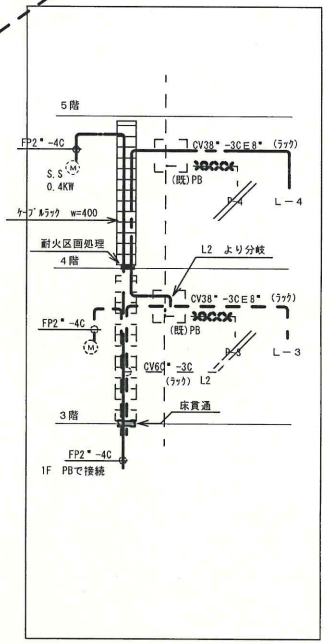 5階
FP2°-4C
CV38°-3CE8° (ラック)
M
S.S
0.4KW
(既)PB
P-4
L-4
ケーブルラック w=400
耐火区画処理
4階
L2 より分岐
CV38°-3CE8° (ラック)
FP2°-4C
(既)PB
M
P-3
L-3
CV60°-3C
(ラック)
L2
床貫通
3階
FP2°-4C
1F PBで接続